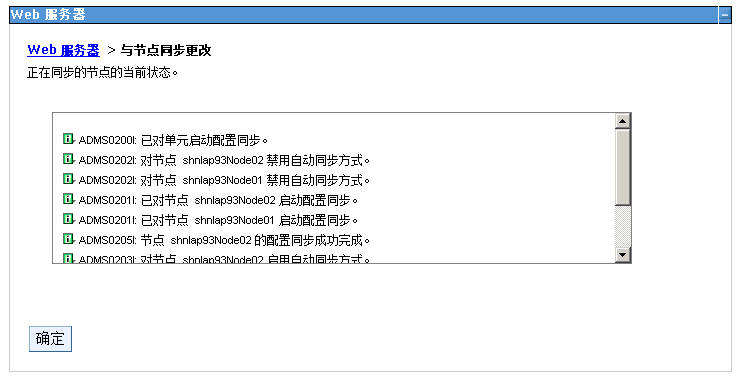 Web 服务器
Web 服务器 > 与节点同步更改
正在同步的节点的当前状态。
ADMS0200I: 已对单元启动配置同步。
ADMS0202I: 对节点 shnlap93Node02 禁用自动同步方式。
ADMS0202I: 对节点 shnlap93Node01 禁用自动同步方式。
ADMS0201I: 已对节点 shnlap93Node02 启动配置同步。
ADMS0201I: 已对节点 shnlap93Node01 启动配置同步。
ADMS0205I: 节点 shnlap93Node02 的配置同步成功完成。
ADMS0203I: 对节点 shnlap93Node02 启用自动同步方式。
确定